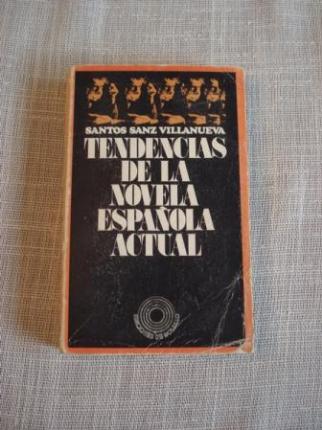 SANTOS SANZ VILLANUEVA
TENDENCIAS
DE LA
NOVELA
ESPAÑOLA
ACTUAL